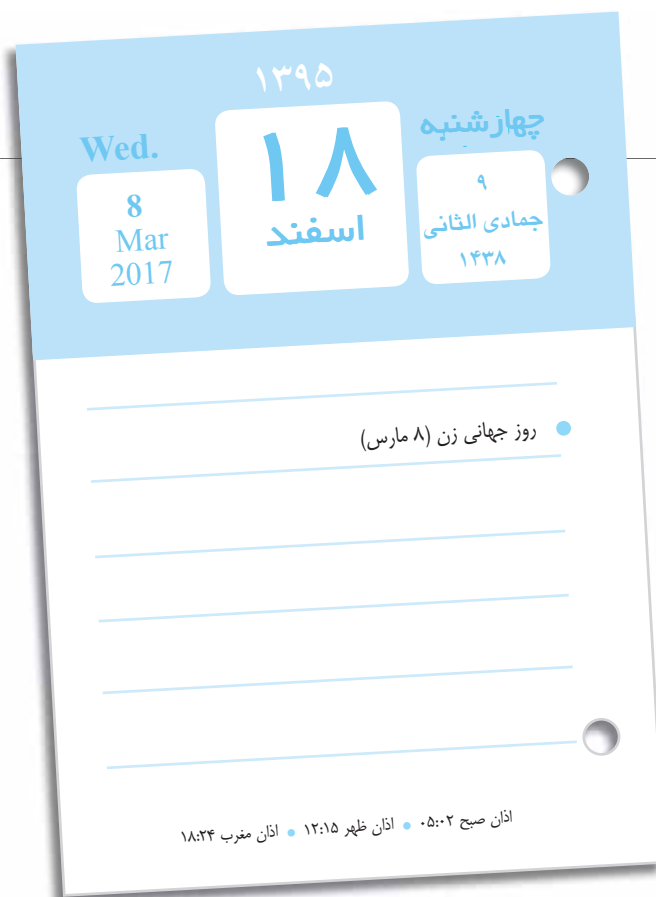 ۱۳۹۵
چهارشنبه
۱۸
اسفند
Wed.
۹
جمادی الثانی
۱۴۳۸
8
Mar
2017
روز جهانی زن (۸ مارس)
اذان صبح ۰۵:۰۲ ● اذان ظهر ۱۲:۱۵ ● اذان مغرب ۱۸:۲۴